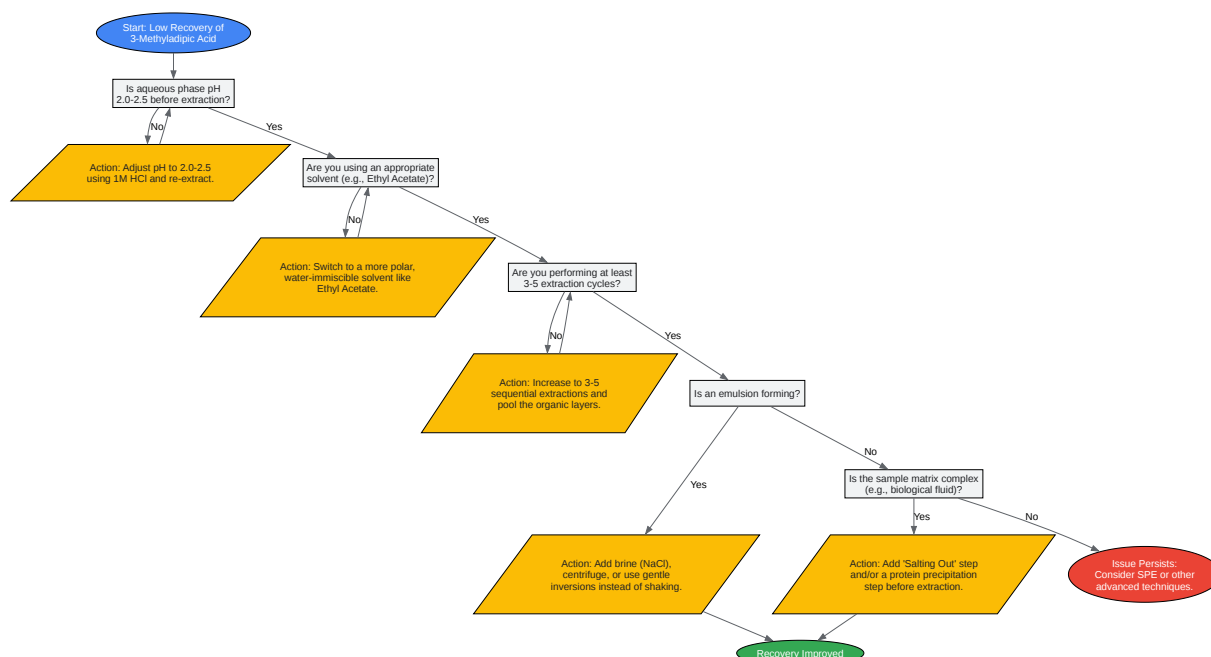 Start: Low Recovery of
3-Methyladipic Acid
Is aqueous phase pH
2.0-2.5 before extraction?
No
Yes
Action: Adjust pH to 2.0-2.5
using 1M HCl and re-extract.
Are you using an appropriate
solvent (e.g., Ethyl Acetate)?
No
Yes
Action: Switch to a more polar,
water-immiscible solvent like
Ethyl Acetate.
Are you performing at least
3-5 extraction cycles?
No
Yes
Action: Increase to 3-5
sequential extractions and
pool the organic layers.
Is an emulsion forming?
Yes
No
Is the sample matrix complex
(e.g., biological fluid)?
Yes
No
Action: Add brine (NaCl),
centrifuge, or use gentle
inversions instead of shaking.
Action: Add 'Salting Out' step
and/or a protein precipitation
step before extraction.
Issue Persists:
Consider SPE or other
advanced techniques.
Recovery Improved